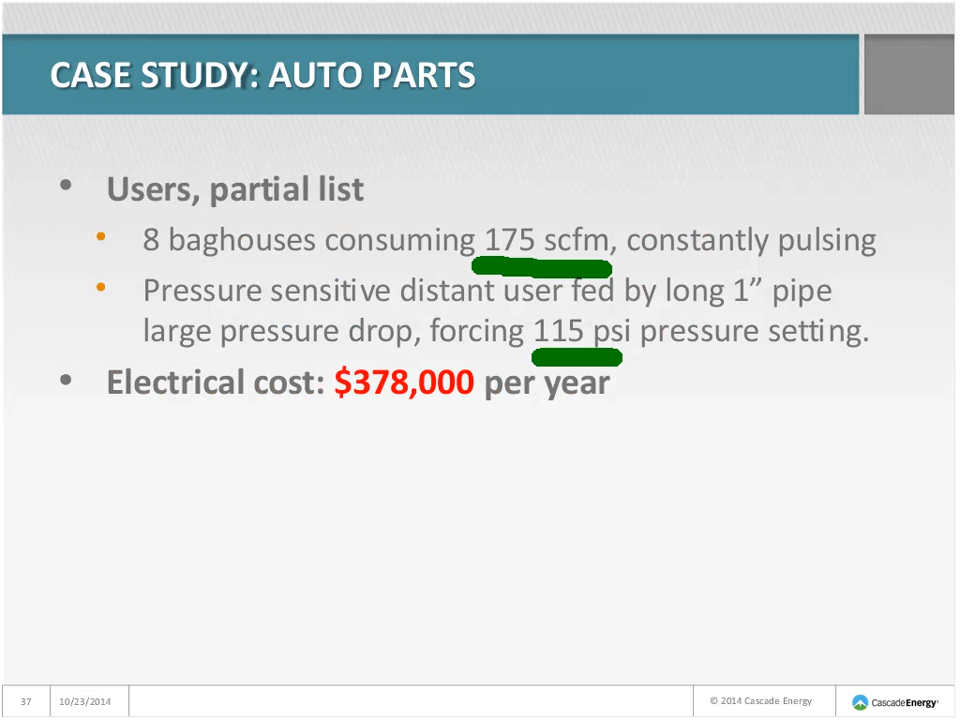 CASE STUDY: AUTO PARTS
• Users, partial list
• 8 baghouses consuming 175 scfm, constantly pulsing
• Pressure sensitive distant user fed by long 1” pipe
large pressure drop, forcing 115 psi pressure setting.
• Electrical cost: $378,000 per year
37
10/23/2014
© 2014 Cascade Energy
CascadeEnergy